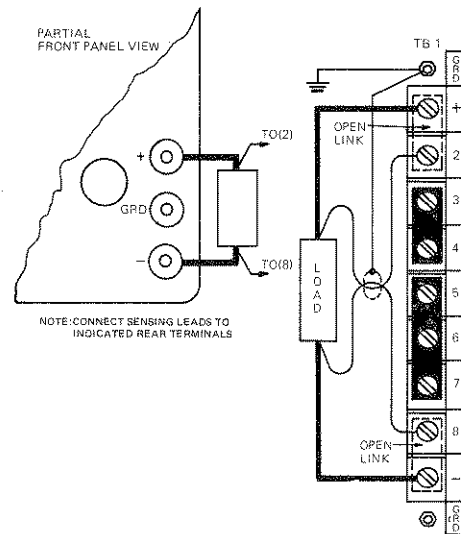 PARTIAL
FRONT PANEL VIEW
+
GRD
−
TO(2)
TO(8)
NOTE: CONNECT SENSING LEADS TO
INDICATED REAR TERMINALS
TB 1
GRD
+
OPEN
LINK
2
3
4
LOAD
5
6
7
8
OPEN
LINK
−
GRD